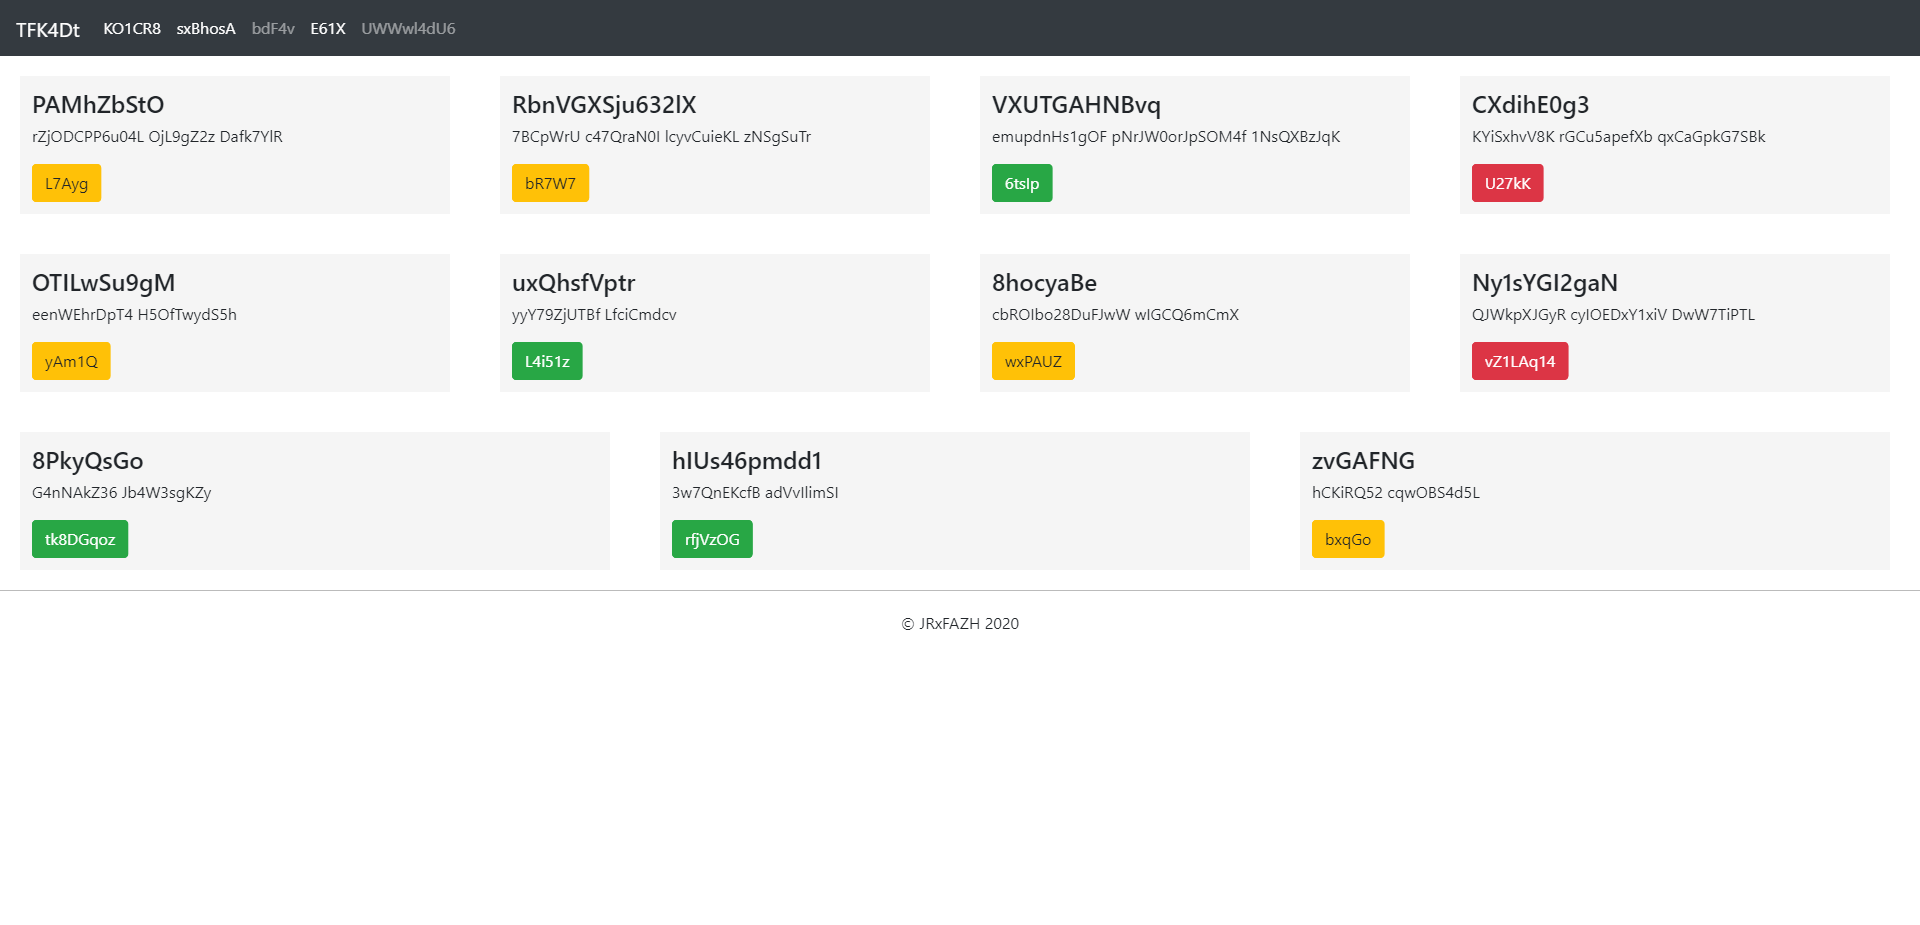 TFK4Dt KO1CR8 sxBhosA bdF4v E61X UWWwl4dU6
PAMhZbStO
rZjODCPP6u04L OjL9gZ2z Dafk7YlR
L7Ayg
RbnVGXSju632lX
7BCpWrU c47QraN0I lcyvCuieKL zNSgSuTr
bR7W7
VXUTGAHNBvq
emupdnHs1gOF pNrJW0orJpSOM4f 1NsQXBzJqK
6tslp
CXdihE0g3
KYiSxhvV8K rGCu5apefXb qxCaGpkG7SBk
U27kK
OTILwSu9gM
eenWEhrDpT4 H5OfTwydS5h
yAm1Q
uxQhsfVptr
yyY79ZjUTBf LfciCmdcv
L4i51z
8hocyaBe
cbROIbo28DuFJwW wIGCQ6mCmX
wxPAUZ
Ny1sYGI2gaN
QJWkpXJGyR cyIOEDxY1xiV DwW7TiPTL
vZ1LAq14
8PkyQsGo
G4nNAkZ36 Jb4W3sgKZy
tk8DGqoz
hIUs46pmdd1
3w7QnEKcfB adVvIlimSI
rfjVzOG
zvGAFNG
hCKiRQ52 cqwOBS4d5L
bxqGo
© JRxFAZH 2020